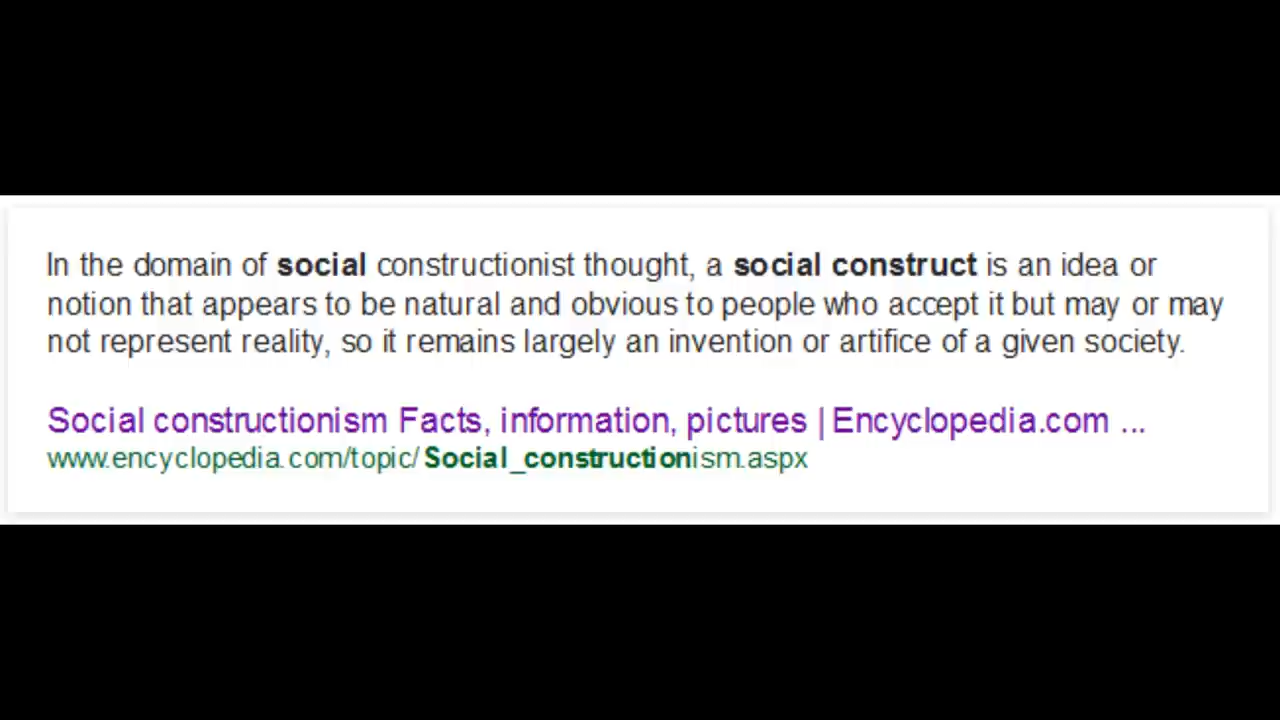 In the domain of social constructionist thought, a social construct is an idea or
notion that appears to be natural and obvious to people who accept it but may or may
not represent reality, so it remains largely an invention or artifice of a given society.
Social constructionism Facts, information, pictures | Encyclopedia.com ...
www.encyclopedia.com/topic/Social_constructionism.aspx